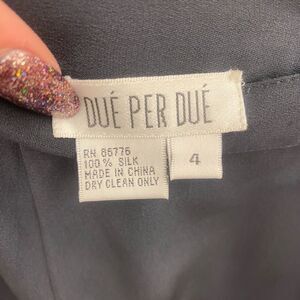 DUÉ PER DUÉ
RN 86776
100% SILK
MADE IN CHINA
DRY CLEAN ONLY
4